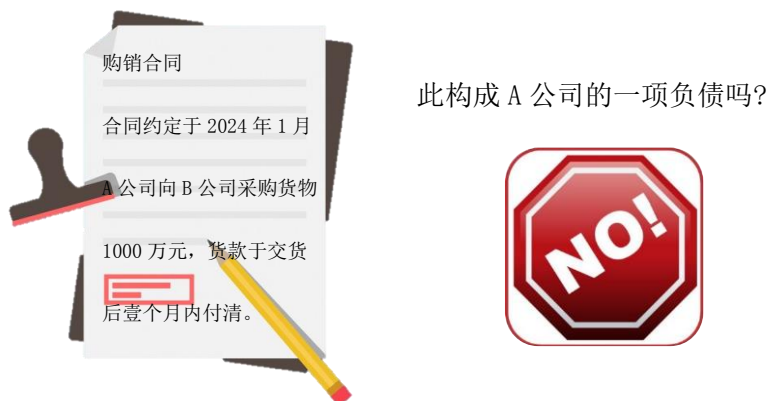 购销合同
合同约定于 2024 年 1 月
A 公司向 B 公司采购货物
1000 万元，货款于交货
后壹个月内付清。
此构成 A 公司的一项负债吗?
NO!